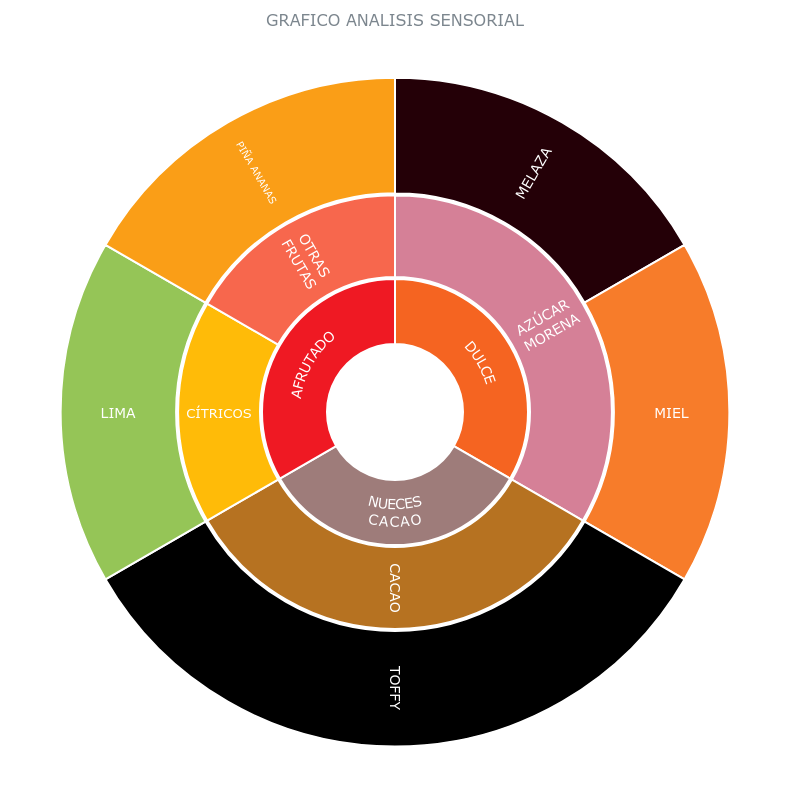 GRAFICO ANALISIS SENSORIAL
PIÑA ANANAS
MELAZA
OTRAS
FRUTAS
AZÚCAR
MORENA
AFRUTADO
DULCE
LIMA
CÍTRICOS
MIEL
NUECES
CACAO
CACAO
TOFFY